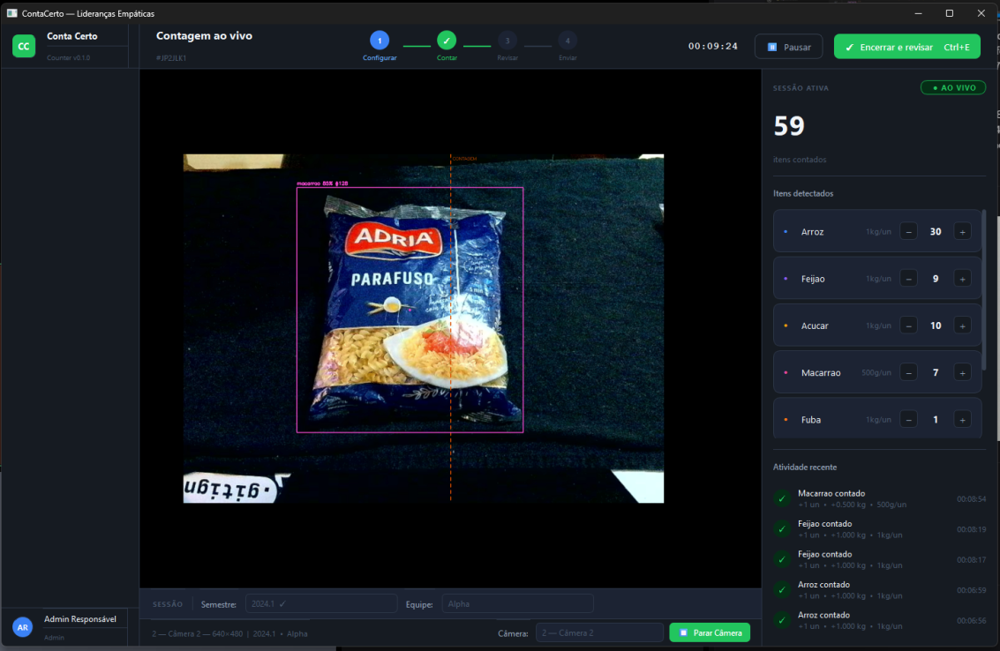 ContaCerto — Lideranças Empáticas
CC
Conta Certo
Counter v0.1.0
Contagem ao vivo
#JP2JLK1
1
Configurar
✓
Contar
3
Revisar
4
Enviar
00:09:24
Pausar
✓ Encerrar e revisar Ctrl+E
CONTAGEM
macarrao 85%
ADRIA
PARAFUSO
.gitign
SESSÃO ATIVA
• AO VIVO
59
itens contados
Itens detectados
• Arroz 1kg/un − 30 +
• Feijao 1kg/un − 9 +
• Acucar 1kg/un − 10 +
• Macarrao 500g/un − 7 +
• Fuba 1kg/un − 1 +
Atividade recente
✓ Macarrao contado 00:08:54
+1 un • +0.500 kg • 500g/un
✓ Feijao contado 00:08:19
+1 un • +1.000 kg • 1kg/un
✓ Feijao contado 00:08:17
+1 un • +1.000 kg • 1kg/un
✓ Arroz contado 00:06:59
+1 un • +1.000 kg • 1kg/un
✓ Arroz contado 00:06:56
+1 un • +1.000 kg • 1kg/un
SESSÃO Semestre: 2024.1 ✓ Equipe: Alpha
2 — Câmera 2 — 640×480 | 2024.1 • Alpha Câmera: 2 — Câmera 2 Parar Câmera
AR
Admin Responsável
Admin